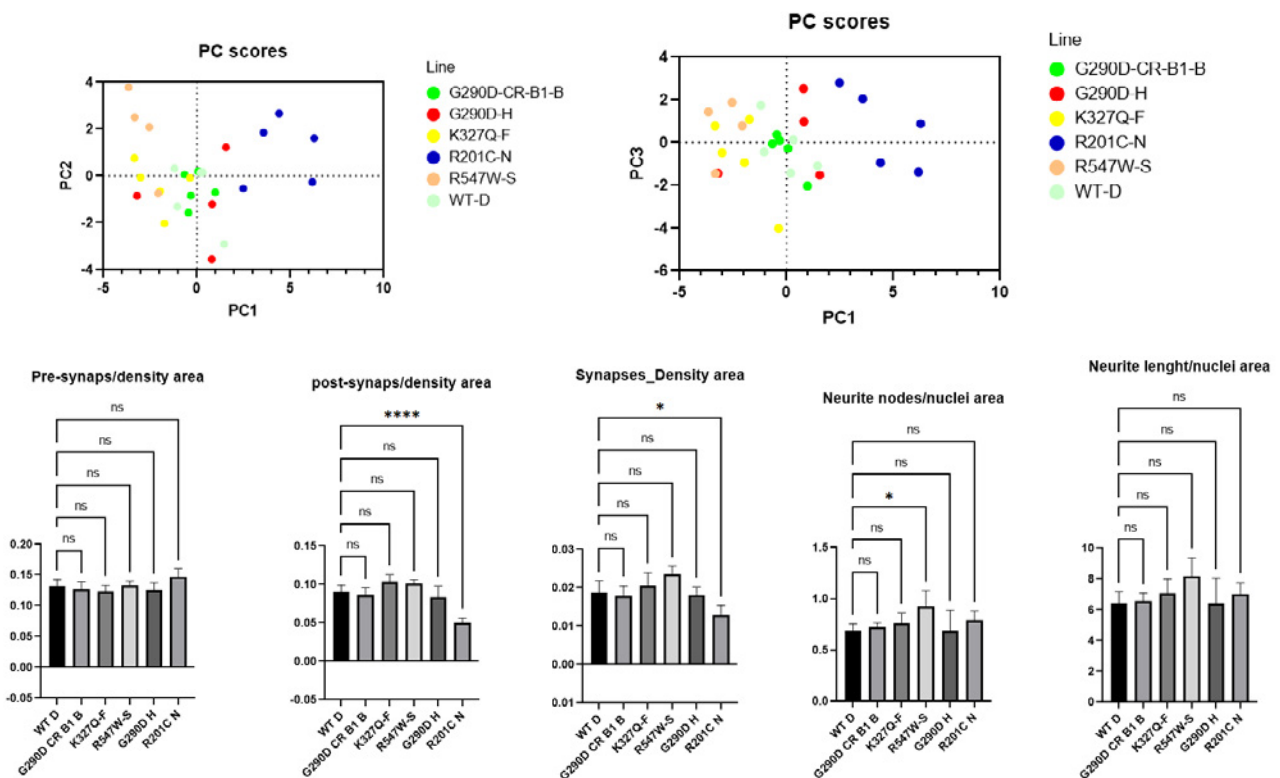 PC scores
4
2
0
-2
-4
PC2
-5
0
5
10
PC1
Line
G290D-CR-B1-B
G290D-H
K327Q-F
R201C-N
R547W-S
WT-D
PC scores
4
2
0
-2
-4
-6
PC3
-5
0
5
10
PC1
Line
G290D-CR-B1-B
G290D-H
K327Q-F
R201C-N
R547W-S
WT-D
Pre-synaps/density area
ns
ns
ns
ns
ns
0.20
0.15
0.10
0.05
0.00
-0.05
WT D
G290D CR B1 B
K327Q-F
R547W-S
G290D H
R201C N
post-synaps/density area
****
ns
ns
ns
ns
0.15
0.10
0.05
0.00
-0.05
WT D
G290D CR B1 B
K327Q-F
R547W-S
G290D H
R201C N
Synapses_Density area
*
ns
ns
ns
ns
0.03
0.02
0.01
0.00
0.01
WT D
G290D CR B1 B
K327Q-F
R547W-S
G290D H
R201C N
Neurite nodes/nuclei area
ns
ns
*
ns
ns
1.5
1.0
0.5
0.0
WT D
G290D CR B1 B
K327Q-F
R547W-S
G290D H
R201C N
Neurite lenght/nuclei area
ns
ns
ns
ns
ns
10
8
6
4
2
0
WT D
G290D CR B1 B
K327Q-F
R547W-S
G290D H
R201C N